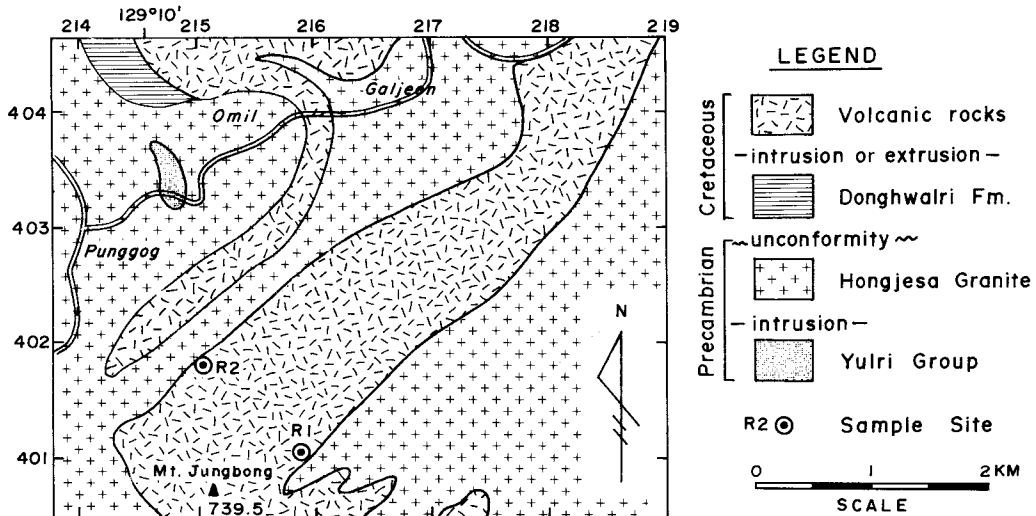 129°10'
214 215 216 217 218 219
404
403
402
401
Galjeon
Omil
Punggog
R2
R1
Mt. Jungbong
739.5
N
LEGEND
Cretaceous
Volcanic rocks
intrusion or extrusion
Donghwalri Fm.
unconformity
Precambrian
Hongjesa Granite
intrusion
Yulri Group
R2 Sample Site
0 1 2 KM
SCALE